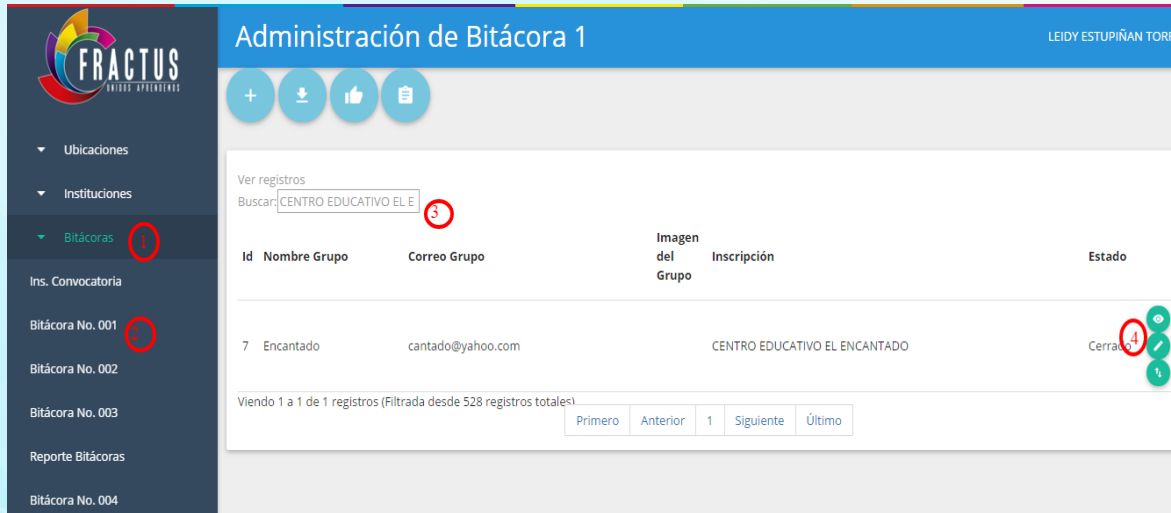 FRACTUS
UNIDOS APRENDEMOS
Administración de Bitácora 1
LEIDY ESTUPIÑAN TORR
Ubicaciones
Instituciones
Bitácoras
1
Ins. Convocatoria
Bitácora No. 001
2
Bitácora No. 002
Bitácora No. 003
Reporte Bitácoras
Bitácora No. 004
Ver registros
Buscar: CENTRO EDUCATIVO EL E
3
Id Nombre Grupo Correo Grupo Imagen del Grupo Inscripción Estado
7 Encantado cantado@yahoo.com CENTRO EDUCATIVO EL ENCANTADO Cerrado
4
Viendo 1 a 1 de 1 registros (Filtrada desde 528 registros totales)
Primero Anterior 1 Siguiente Último